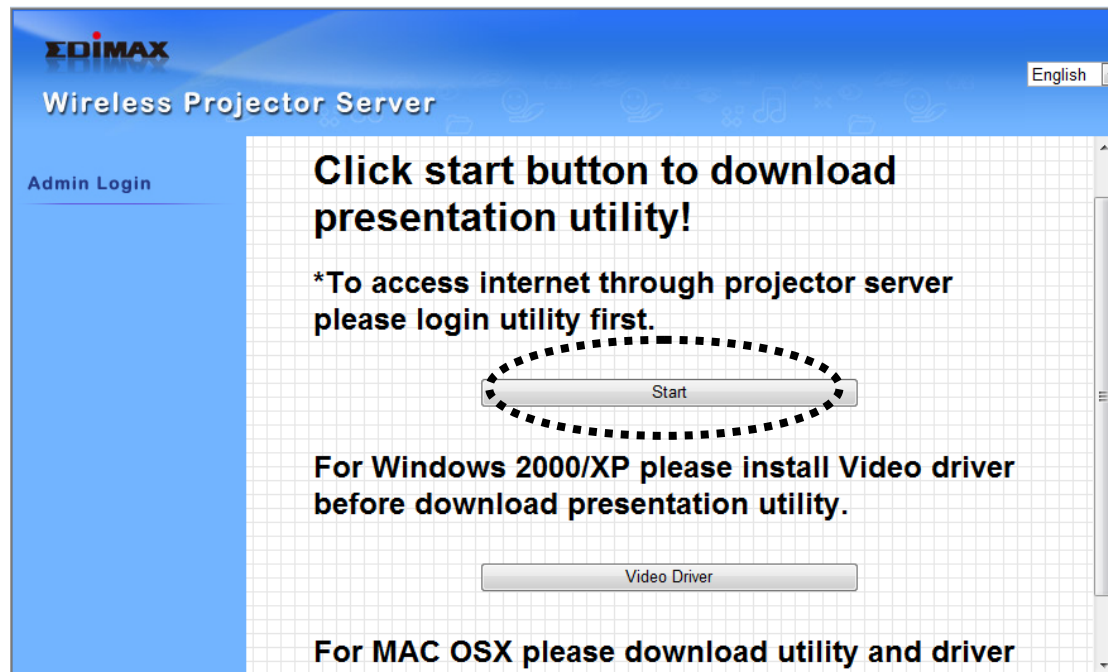 EDIMAX
English
Wireless Projector Server
Admin Login
Click start button to download
presentation utility!
*To access internet through projector server
please login utility first.
Start
For Windows 2000/XP please install Video driver
before download presentation utility.
Video Driver
For MAC OSX please download utility and driver